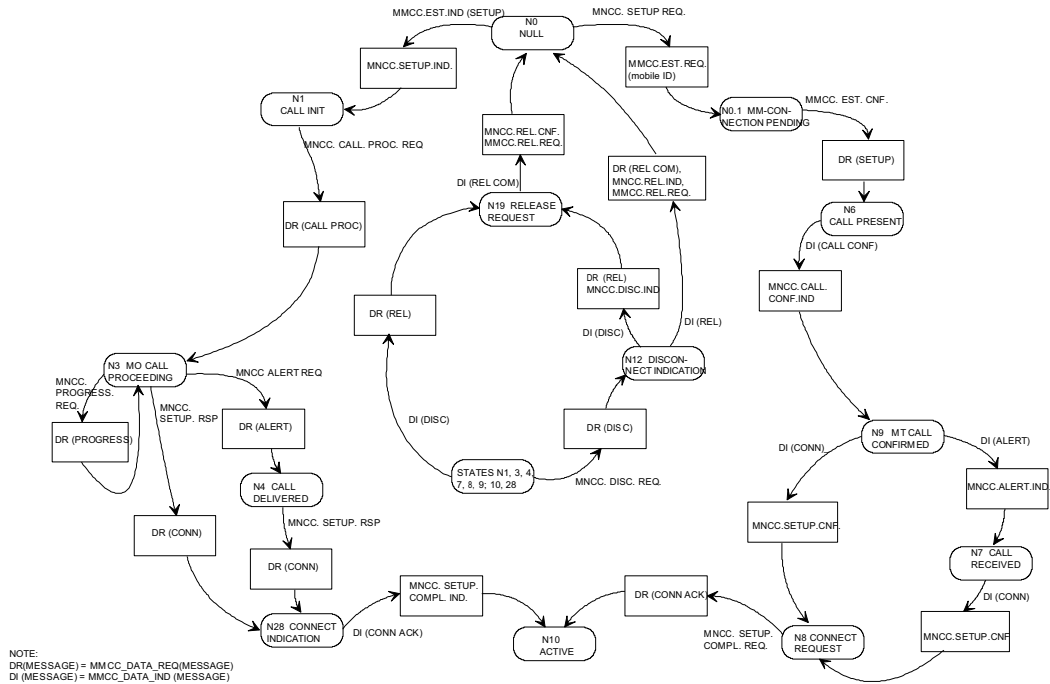 MMCC.EST.IND (SETUP)
N0
NULL
MNCC. SETUP REQ.
MNCC.SETUP.IND.
MMCC.EST.REQ.
(mobile ID)
N1
CALL INIT
MNCC. CALL. PROC. REQ
N0.1 MM-CON-
NECTION PENDING
MMCC. EST. CNF.
MNCC.REL.CNF.
MMCC.REL.REQ.
DR (SETUP)
DR (REL COM),
MNCC.REL.IND,
MMCC.REL.REQ.
DI (REL COM)
N19 RELEASE
REQUEST
N6
CALL PRESENT
DR (CALL PROC)
DI (CALL CONF)
DR (REL)
MNCC.DISC.IND
MNCC.CALL.
CONF.IND
DR (REL)
DI (DISC)
DI (REL)
N3 MO CALL
PROCEEDING
N12 DISCON-
NECT INDICATION
MNCC ALERT REQ
MNCC.
PROGRESS.
REQ.
MNCC.
SETUP. RSP
DR (PROGRESS)
DR (ALERT)
DI (DISC)
DR (DISC)
N9 MT CALL
CONFIRMED
DI (CONN)
DI (ALERT)
N4 CALL
DELIVERED
STATES N1, 3, 4
7, 8, 9; 10, 28
MNCC. DISC. REQ.
MNCC.ALERT.IND.
MNCC. SETUP. RSP
DR (CONN)
MNCC.SETUP.CNF.
N7 CALL
RECEIVED
DR (CONN)
DI (CONN)
MNCC. SETUP.
COMPL. IND.
DR (CONN ACK)
N28 CONNECT
INDICATION
DI (CONN ACK)
N10
ACTIVE
MNCC. SETUP.
COMPL. REQ.
N8 CONNECT
REQUEST
MNCC.SETUP.CNF
NOTE:
DR(MESSAGE) = MMCC_DATA_REQ(MESSAGE)
DI (MESSAGE) = MMCC_DATA_IND (MESSAGE)